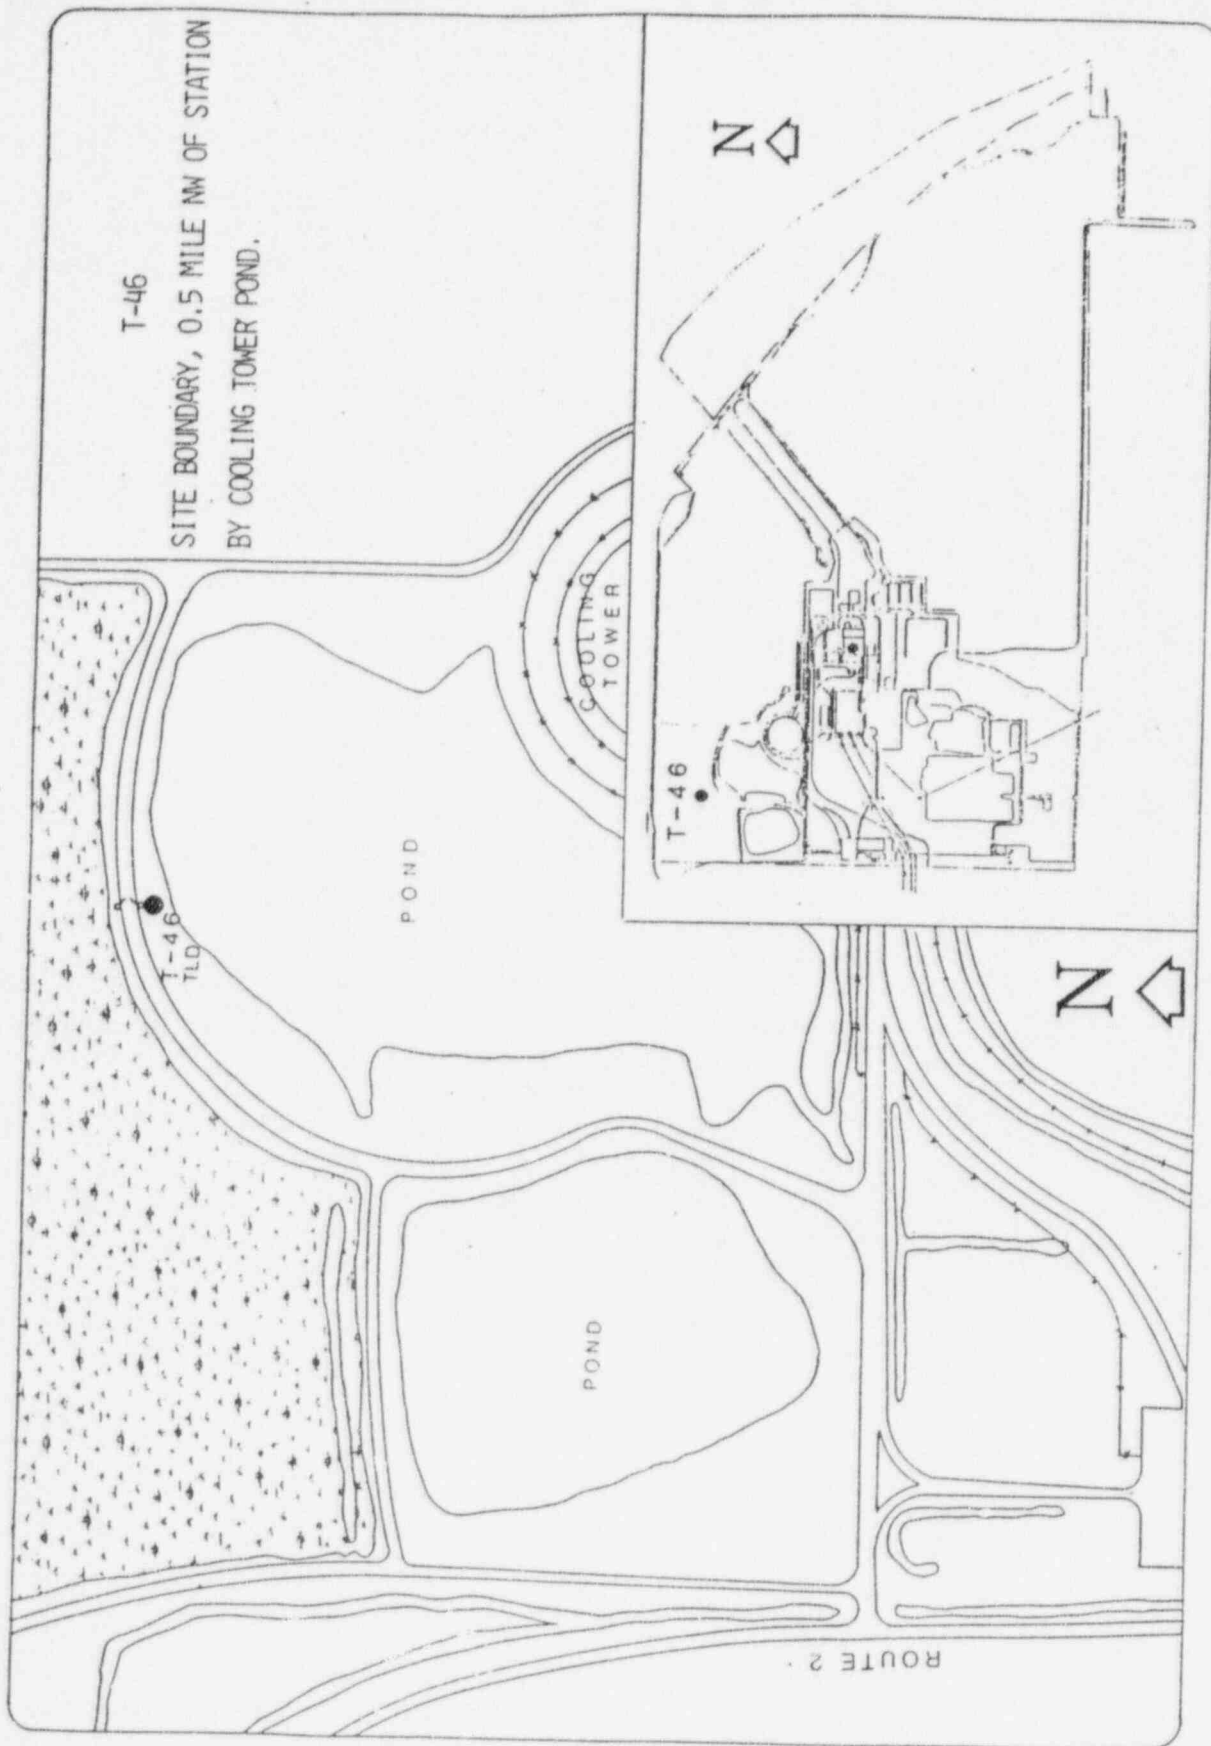 T-46
SITE BOUNDARY, 0.5 MILE NW OF STATION
BY COOLING TOWER POND.
N
T-46
COOLING
TOWER
POND
T-46
TLD
POND
N
ROUTE 2